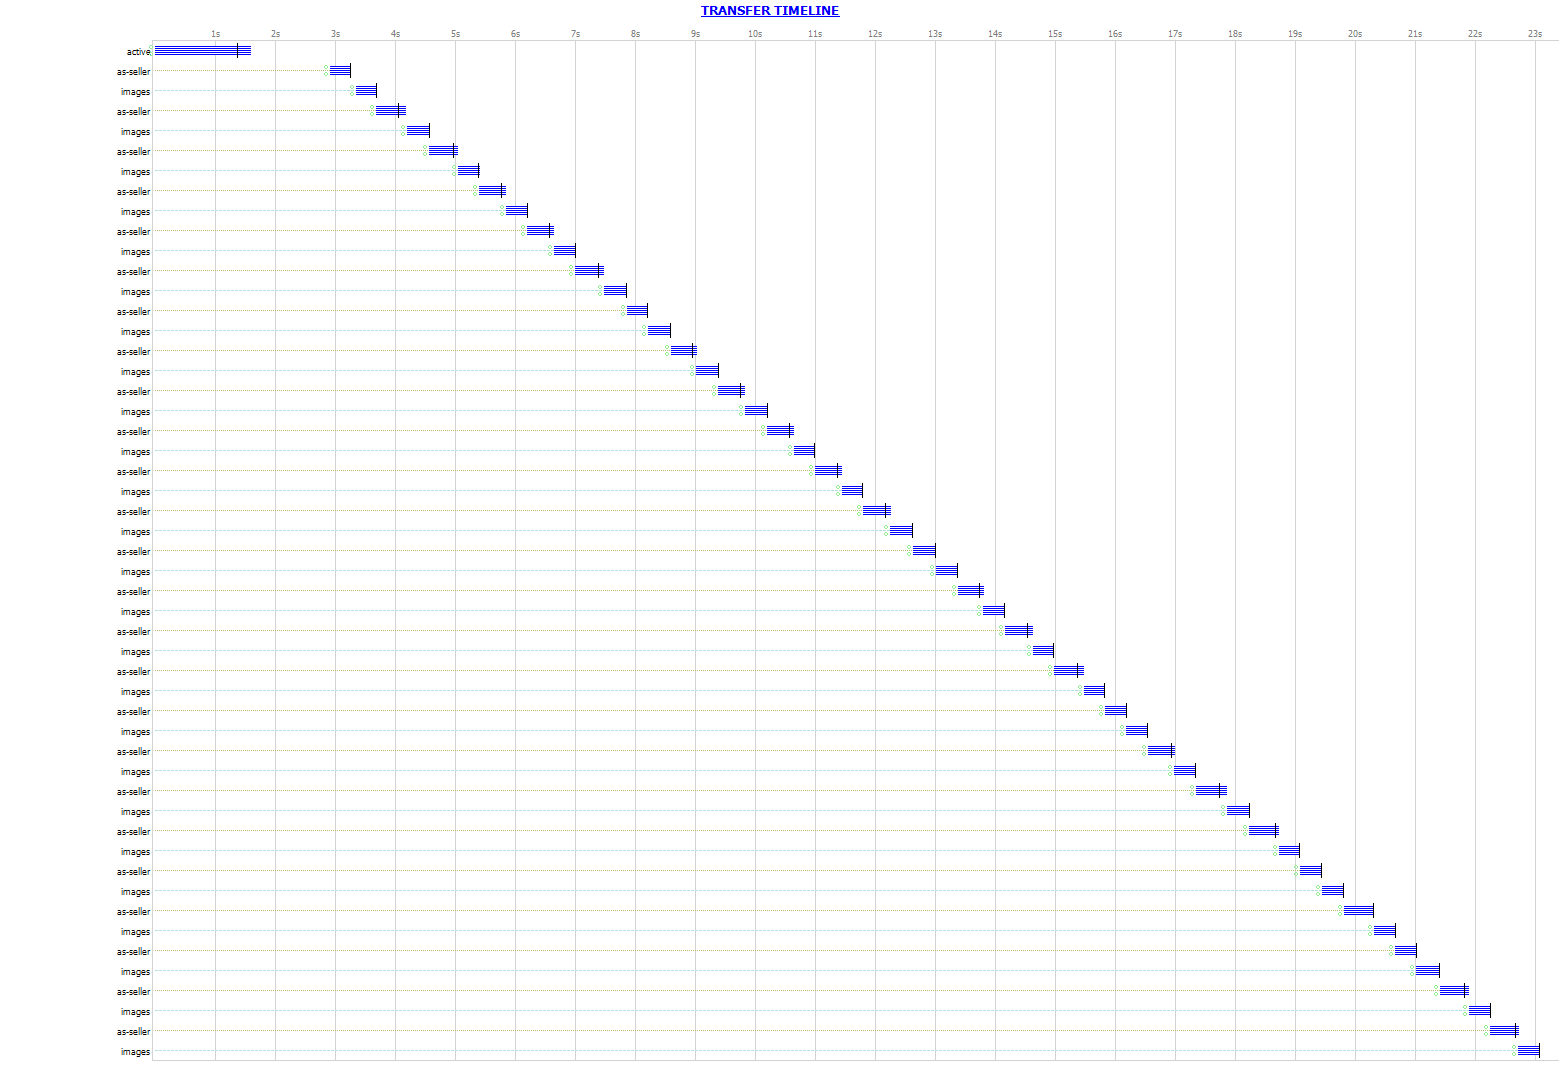 TRANSFER TIMELINE
1s 2s 3s 4s 5s 6s 7s 8s 9s 10s 11s 12s 13s 14s 15s 16s 17s 18s 19s 20s 21s 22s 23s
active
as-seller
images
as-seller
images
as-seller
images
as-seller
images
as-seller
images
as-seller
images
as-seller
images
as-seller
images
as-seller
images
as-seller
images
as-seller
images
as-seller
images
as-seller
images
as-seller
images
as-seller
images
as-seller
images
as-seller
images
as-seller
images
as-seller
images
as-seller
images
as-seller
images
as-seller
images
as-seller
images
as-seller
images
as-seller
images